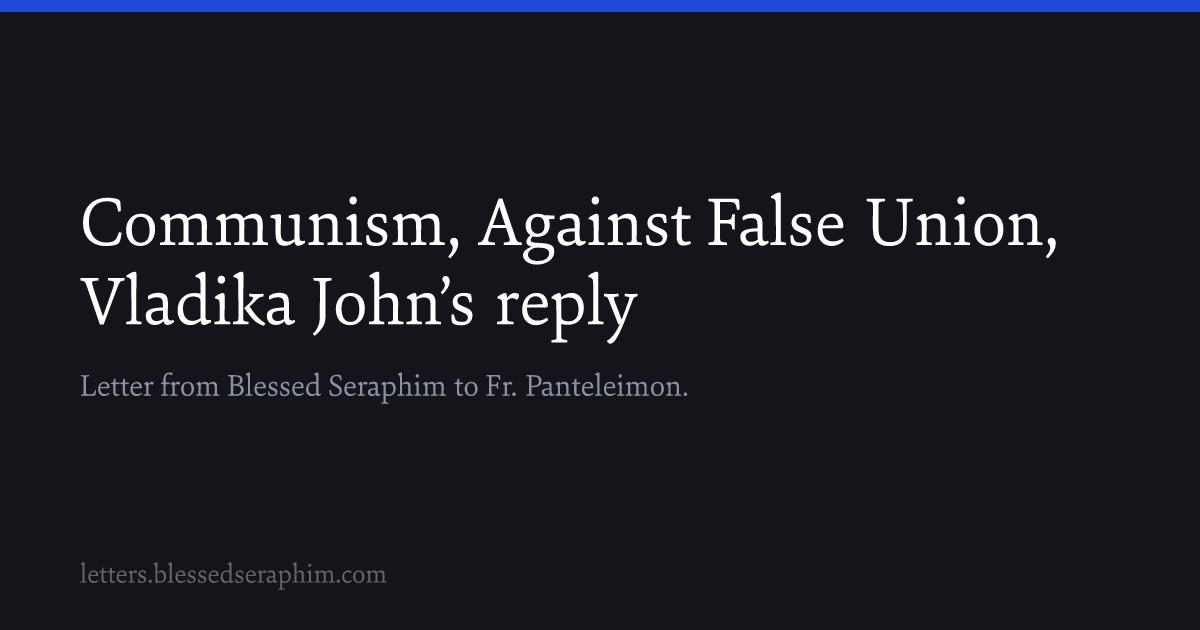 Communism, Against False Union,
Vladika John’s reply
Letter from Blessed Seraphim to Fr. Panteleimon.
letters.blessedseraphim.com